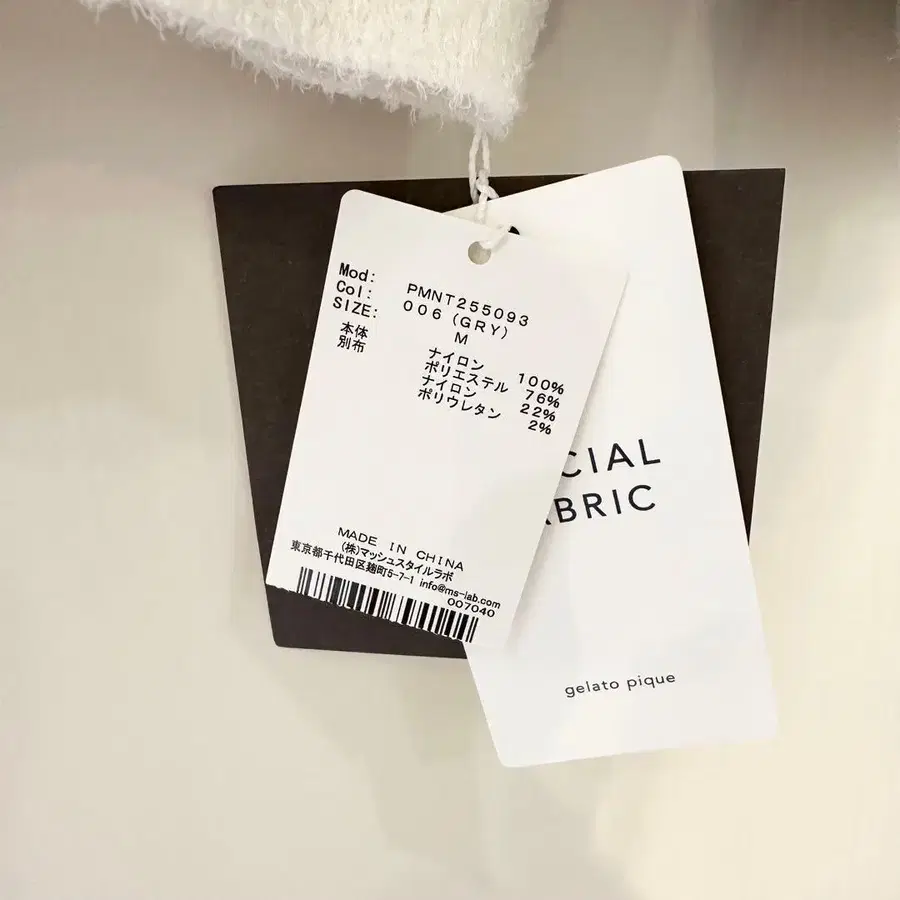 Mod: PMNT255093
Col: 006 (GRY)
SIZE: M
本体 ナイロン 100%
別布 ポリエステル 76%
ナイロン 22%
ポリウレタン 2%
MADE IN CHINA
(株)マッシュスタイルラボ
東京都千代田区麹町5-7-1 info@ms-lab.com
007040
CIAL
BRIC
gelato pique